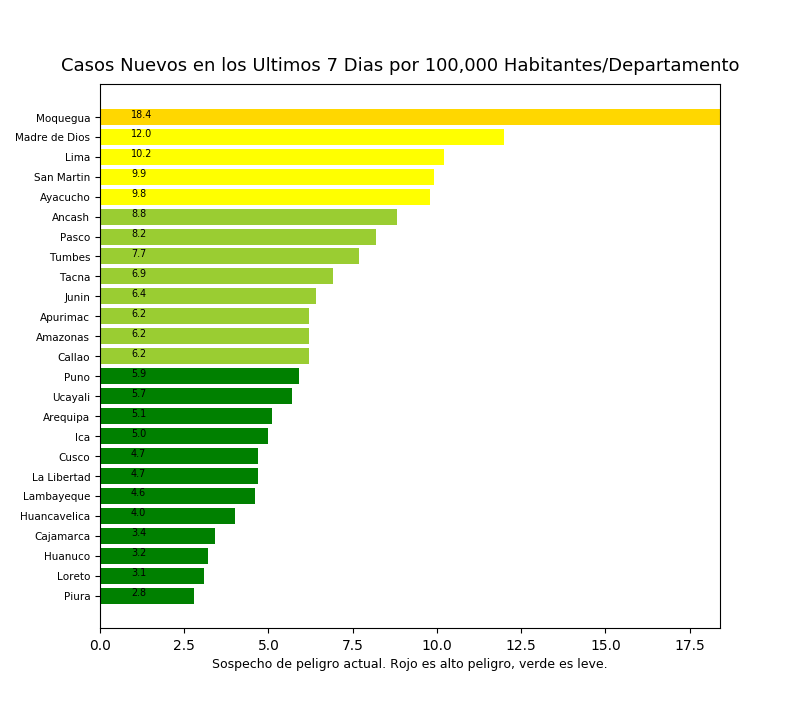 Casos Nuevos en los Ultimos 7 Dias por 100,000 Habitantes/Departamento
Moquegua 18.4
Madre de Dios 12.0
Lima 10.2
San Martin 9.9
Ayacucho 9.8
Ancash 8.8
Pasco 8.2
Tumbes 7.7
Tacna 6.9
Junin 6.4
Apurimac 6.2
Amazonas 6.2
Callao 6.2
Puno 5.9
Ucayali 5.7
Arequipa 5.1
Ica 5.0
Cusco 4.7
La Libertad 4.7
Lambayeque 4.6
Huancavelica 4.0
Cajamarca 3.4
Huanuco 3.2
Loreto 3.1
Piura 2.8
0.0 2.5 5.0 7.5 10.0 12.5 15.0 17.5
Sospecho de peligro actual. Rojo es alto peligro, verde es leve.